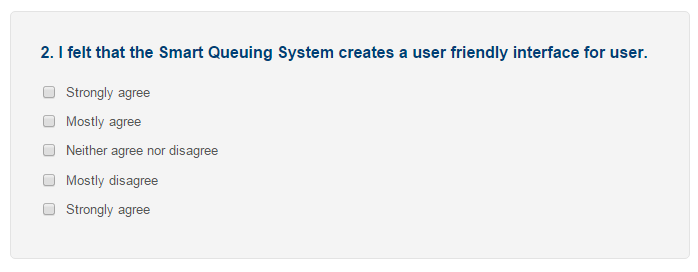 2. I felt that the Smart Queuing System creates a user friendly interface for user.
Strongly agree
Mostly agree
Neither agree nor disagree
Mostly disagree
Strongly agree